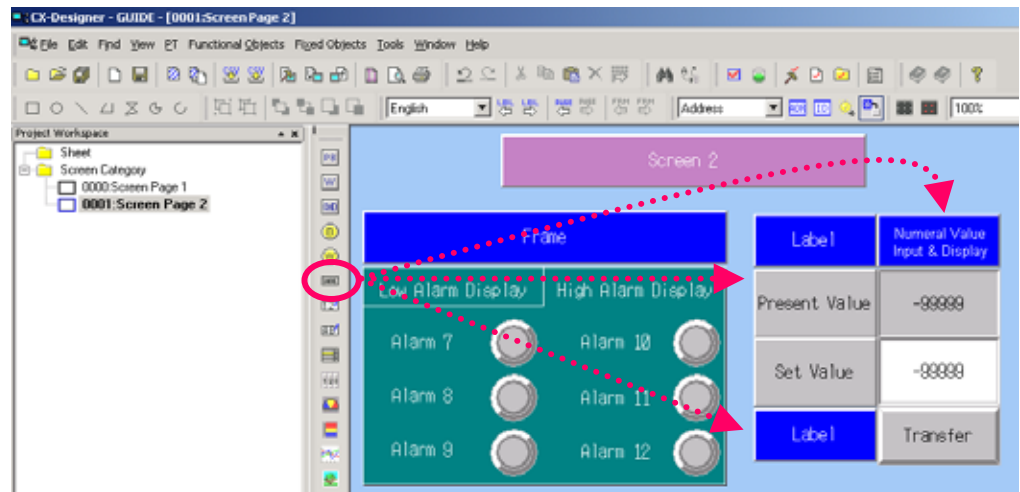 CX-Designer - GUIDE - [0001:Screen Page 2]
File Edit Find View PT Functional Objects Fixed Objects Tools Window Help
English Address 100%
Project Workspace
Sheet
Screen Category
0000:Screen Page 1
0001:Screen Page 2
Screen 2
Frame
Low Alarm Display High Alarm Display
Alarm 7 Alarm 10
Alarm 8 Alarm 11
Alarm 9 Alarm 12
Label Numeral Value
Input & Display
Present Value -99999
Set Value -99999
Label Transfer